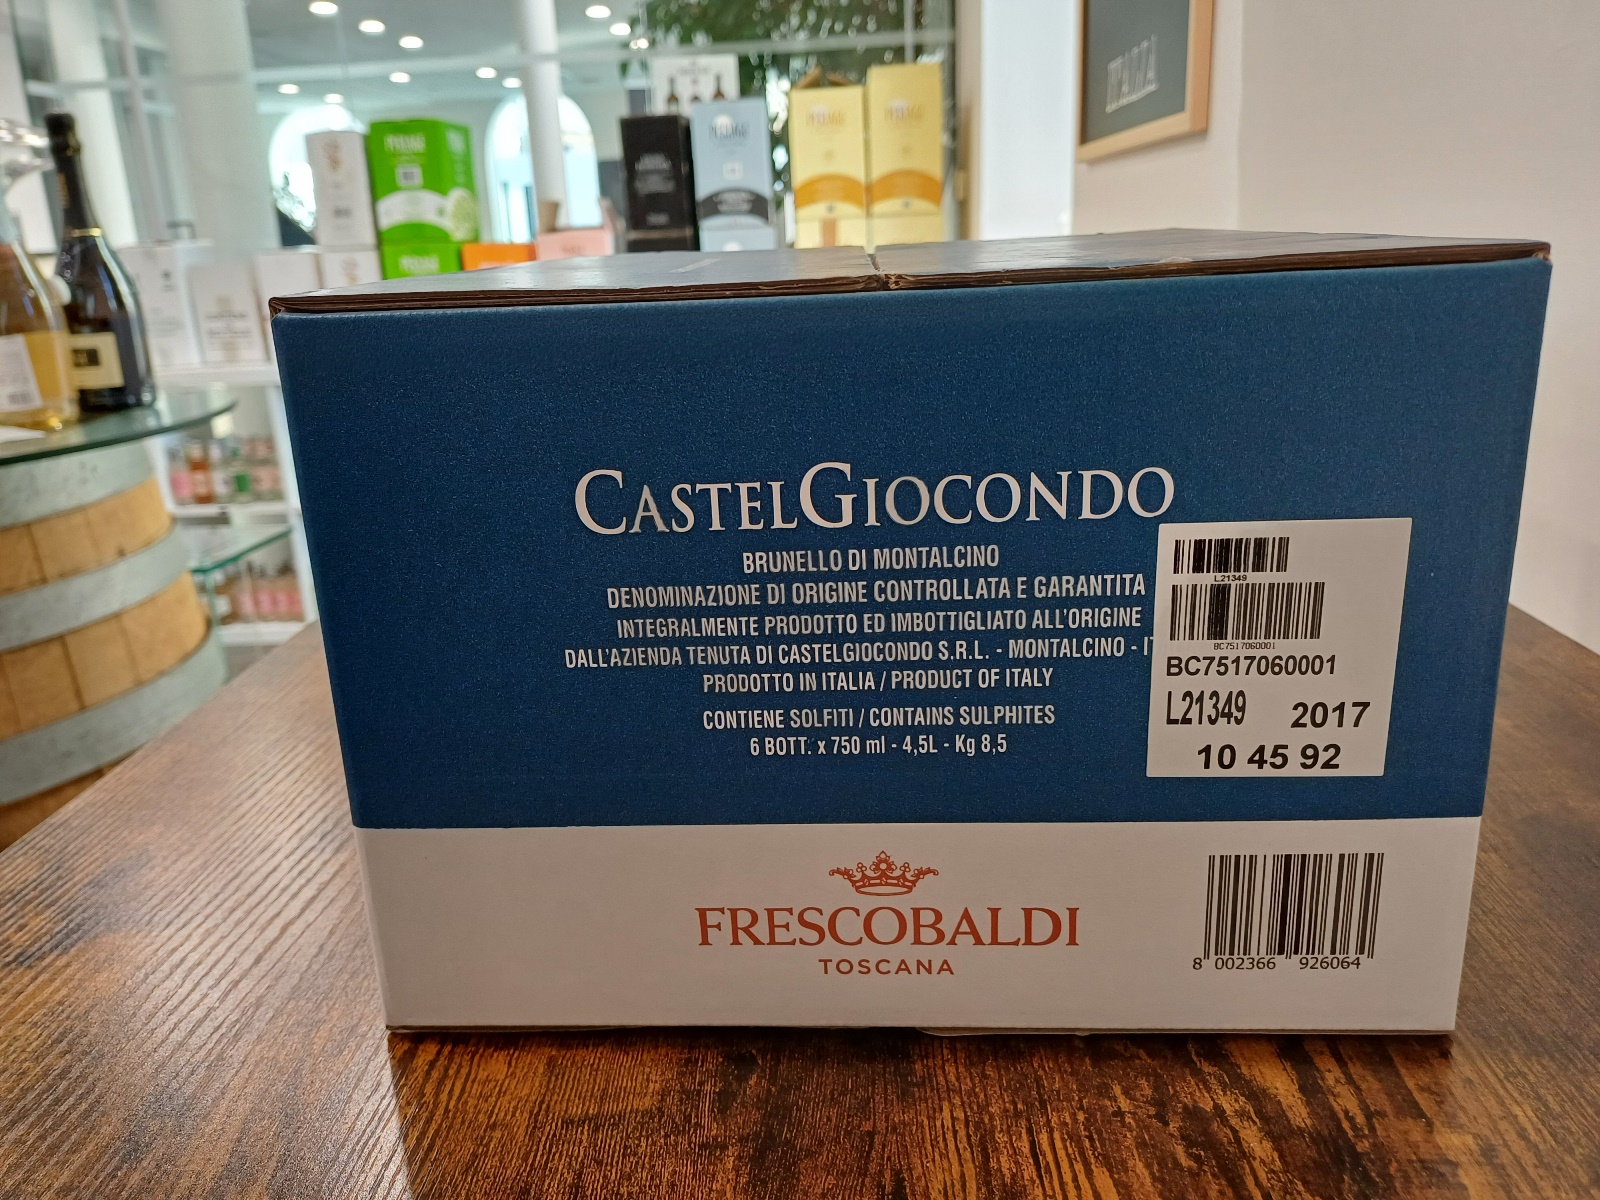 CASTELGIOCONDO
BRUNELLO DI MONTALCINO
DENOMINAZIONE DI ORIGINE CONTROLLATA E GARANTITA
INTEGRALMENTE PRODOTTO ED IMBOTTIGLIATO ALL'ORIGINE
DALL'AZIENDA TENUTA DI CASTELGIOCONDO S.R.L. - MONTALCINO -
PRODOTTO IN ITALIA / PRODUCT OF ITALY
CONTIENE SOLFITI / CONTAINS SULPHITES
6 BOTT. x 750 ml - 4,5L - Kg 8,5
L21349
BC7517060001
BC7517060001
L21349 2017
10 45 92
FRESCOBALDI
TOSCANA
8 002366 926064